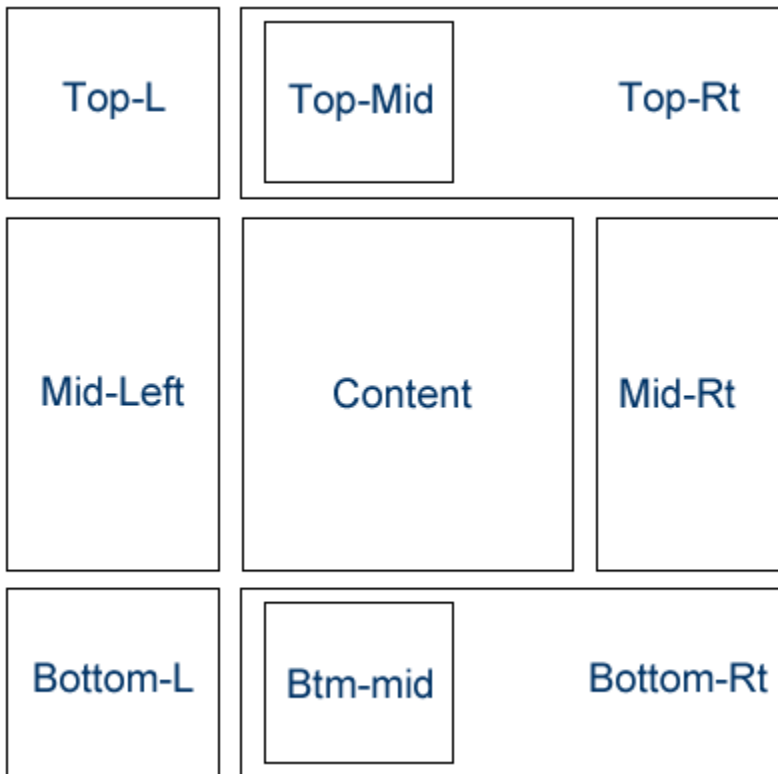 Top-L
Top-Mid
Top-Rt
Mid-Left
Content
Mid-Rt
Bottom-L
Btm-mid
Bottom-Rt